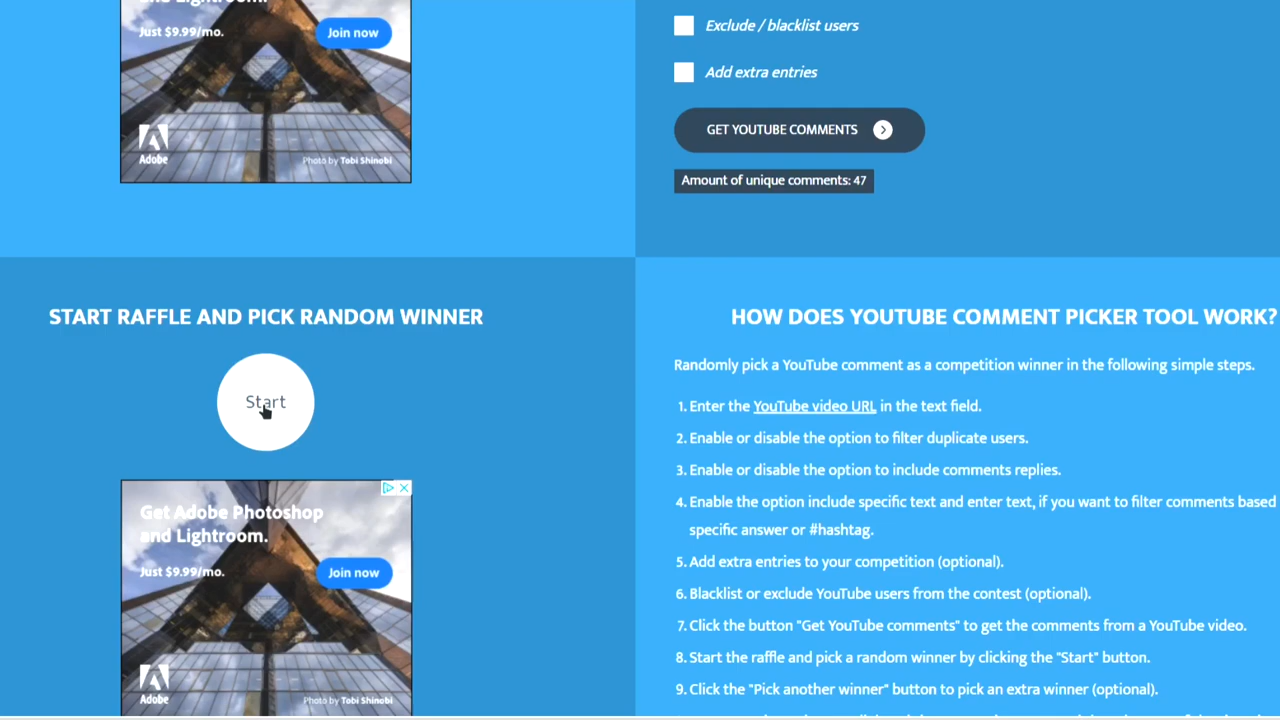 and Lightroom.
Just $9.99/mo.
Join now
Adobe
Photo by Tobi Shinobi
Exclude / blacklist users
Add extra entries
GET YOUTUBE COMMENTS
Amount of unique comments: 47
START RAFFLE AND PICK RANDOM WINNER
Start
Get Adobe Photoshop
and Lightroom.
Just $9.99/mo.
Join now
Adobe
Photo by Tobi Shinobi
HOW DOES YOUTUBE COMMENT PICKER TOOL WORK?
Randomly pick a YouTube comment as a competition winner in the following simple steps.
1. Enter the YouTube video URL in the text field.
2. Enable or disable the option to filter duplicate users.
3. Enable or disable the option to include comments replies.
4. Enable the option include specific text and enter text, if you want to filter comments based
specific answer or #hashtag.
5. Add extra entries to your competition (optional).
6. Blacklist or exclude YouTube users from the contest (optional).
7. Click the button "Get YouTube comments" to get the comments from a YouTube video.
8. Start the raffle and pick a random winner by clicking the "Start" button.
9. Click the "Pick another winner" button to pick an extra winner (optional).